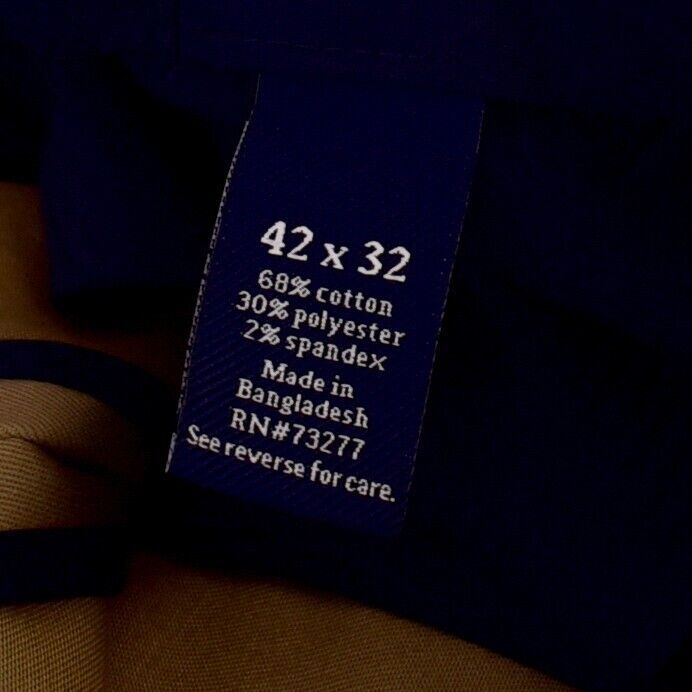 42 x 32
68% cotton
30% polyester
2% spandex
Made in
Bangladesh
RN#73277
See reverse for care.